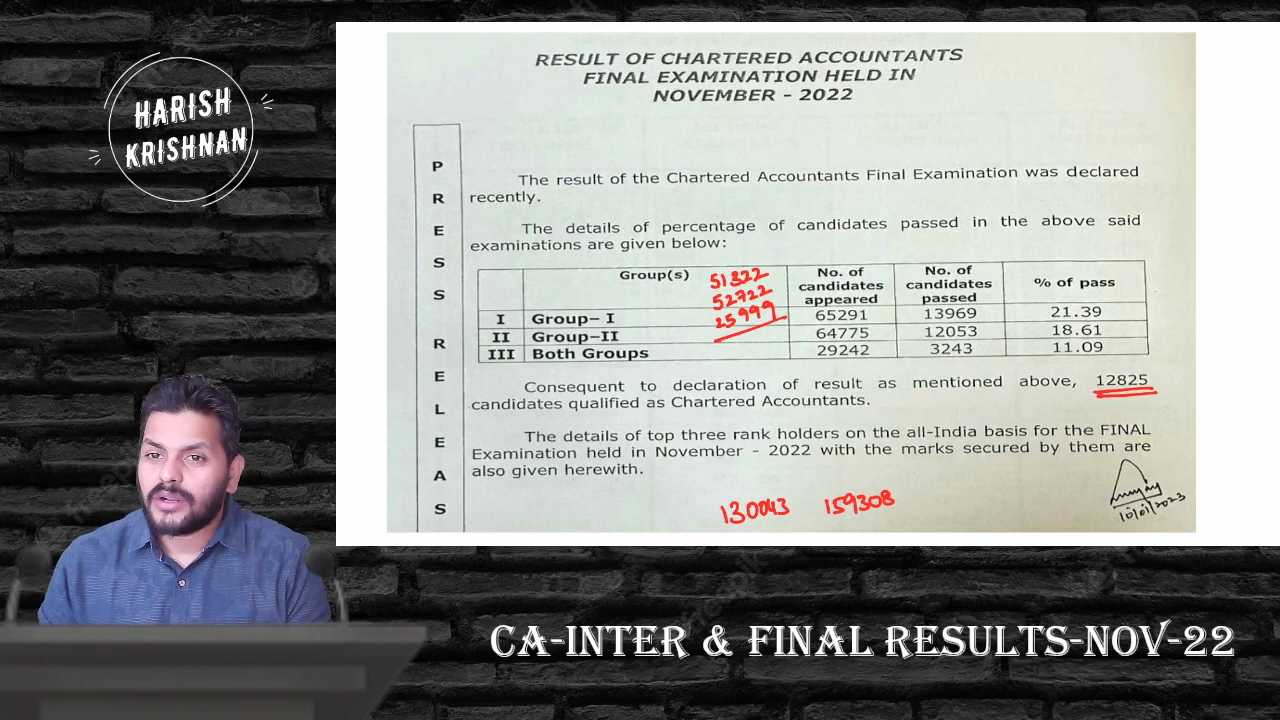 HARISH
KRISHNAN
RESULT OF CHARTERED ACCOUNTANTS
FINAL EXAMINATION HELD IN
NOVEMBER - 2022
P
R
E
S
S
R
E
L
E
A
S
The result of the Chartered Accountants Final Examination was declared
recently.
The details of percentage of candidates passed in the above said
examinations are given below:
Group(s) No. of candidates appeared No. of candidates passed % of pass
51322
52722
25999
I Group– I 65291 13969 21.39
II Group–II 64775 12053 18.61
III Both Groups 29242 3243 11.09
Consequent to declaration of result as mentioned above, 12825
candidates qualified as Chartered Accountants.
The details of top three rank holders on the all-India basis for the FINAL
Examination held in November - 2022 with the marks secured by them are
also given herewith.
130043 159308
10/01/2023
CA-INTER & FINAL RESULTS-NOV-22